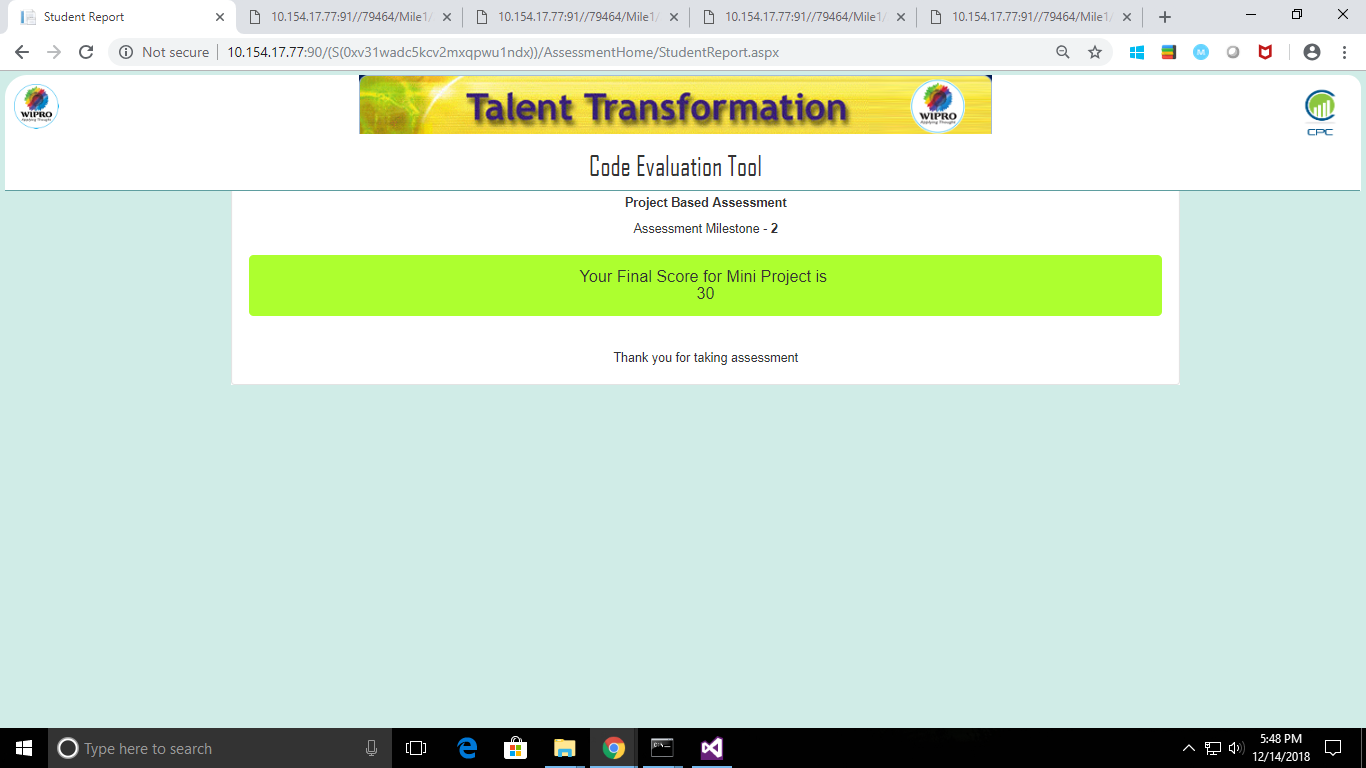 Student Report
10.154.17.77:91//79464/Mile1/
10.154.17.77:91//79464/Mile1/
10.154.17.77:91//79464/Mile1/
10.154.17.77:91//79464/Mile1/
Not secure
10.154.17.77:90/(S(0xv31wadc5kcv2mxqpwu1ndx))/AssessmentHome/StudentReport.aspx
M
WIPRO
Applying Thought
Talent Transformation
WIPRO
Applying Thought
CPC
Code Evaluation Tool
Project Based Assessment
Assessment Milestone - 2
Your Final Score for Mini Project is
30
Thank you for taking assessment
Type here to search
5:48 PM
12/14/2018